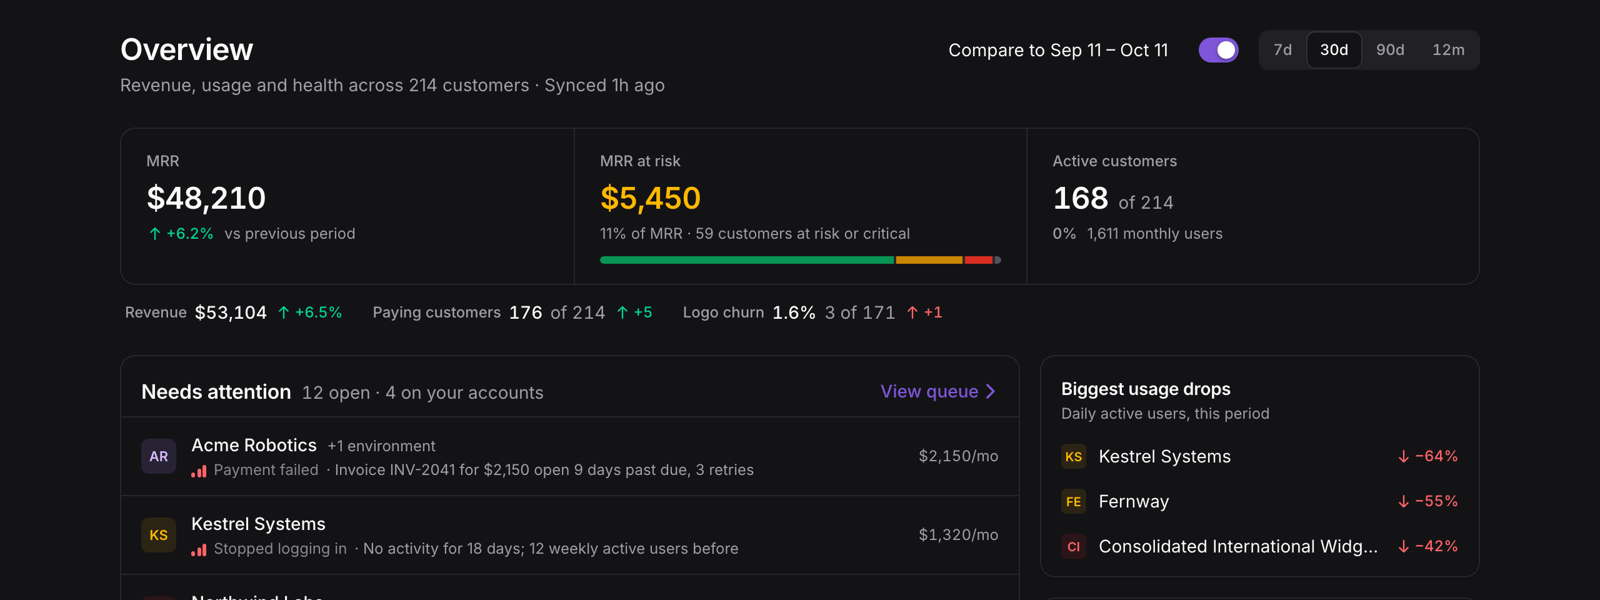 Overview
Compare to Sep 11 – Oct 11
7d 30d 90d 12m
Revenue, usage and health across 214 customers · Synced 1h ago
MRR
$48,210
↑ +6.2% vs previous period
MRR at risk
$5,450
11% of MRR · 59 customers at risk or critical
Active customers
168 of 214
0% 1,611 monthly users
Revenue $53,104 ↑ +6.5% Paying customers 176 of 214 ↑ +5 Logo churn 1.6% 3 of 171 ↑ +1
Needs attention 12 open · 4 on your accounts
View queue
AR Acme Robotics +1 environment
Payment failed · Invoice INV-2041 for $2,150 open 9 days past due, 3 retries
$2,150/mo
KS Kestrel Systems
Stopped logging in · No activity for 18 days; 12 weekly active users before
$1,320/mo
Biggest usage drops
Daily active users, this period
KS Kestrel Systems ↓ −64%
FE Fernway ↓ −55%
CI Consolidated International Widg... ↓ −42%